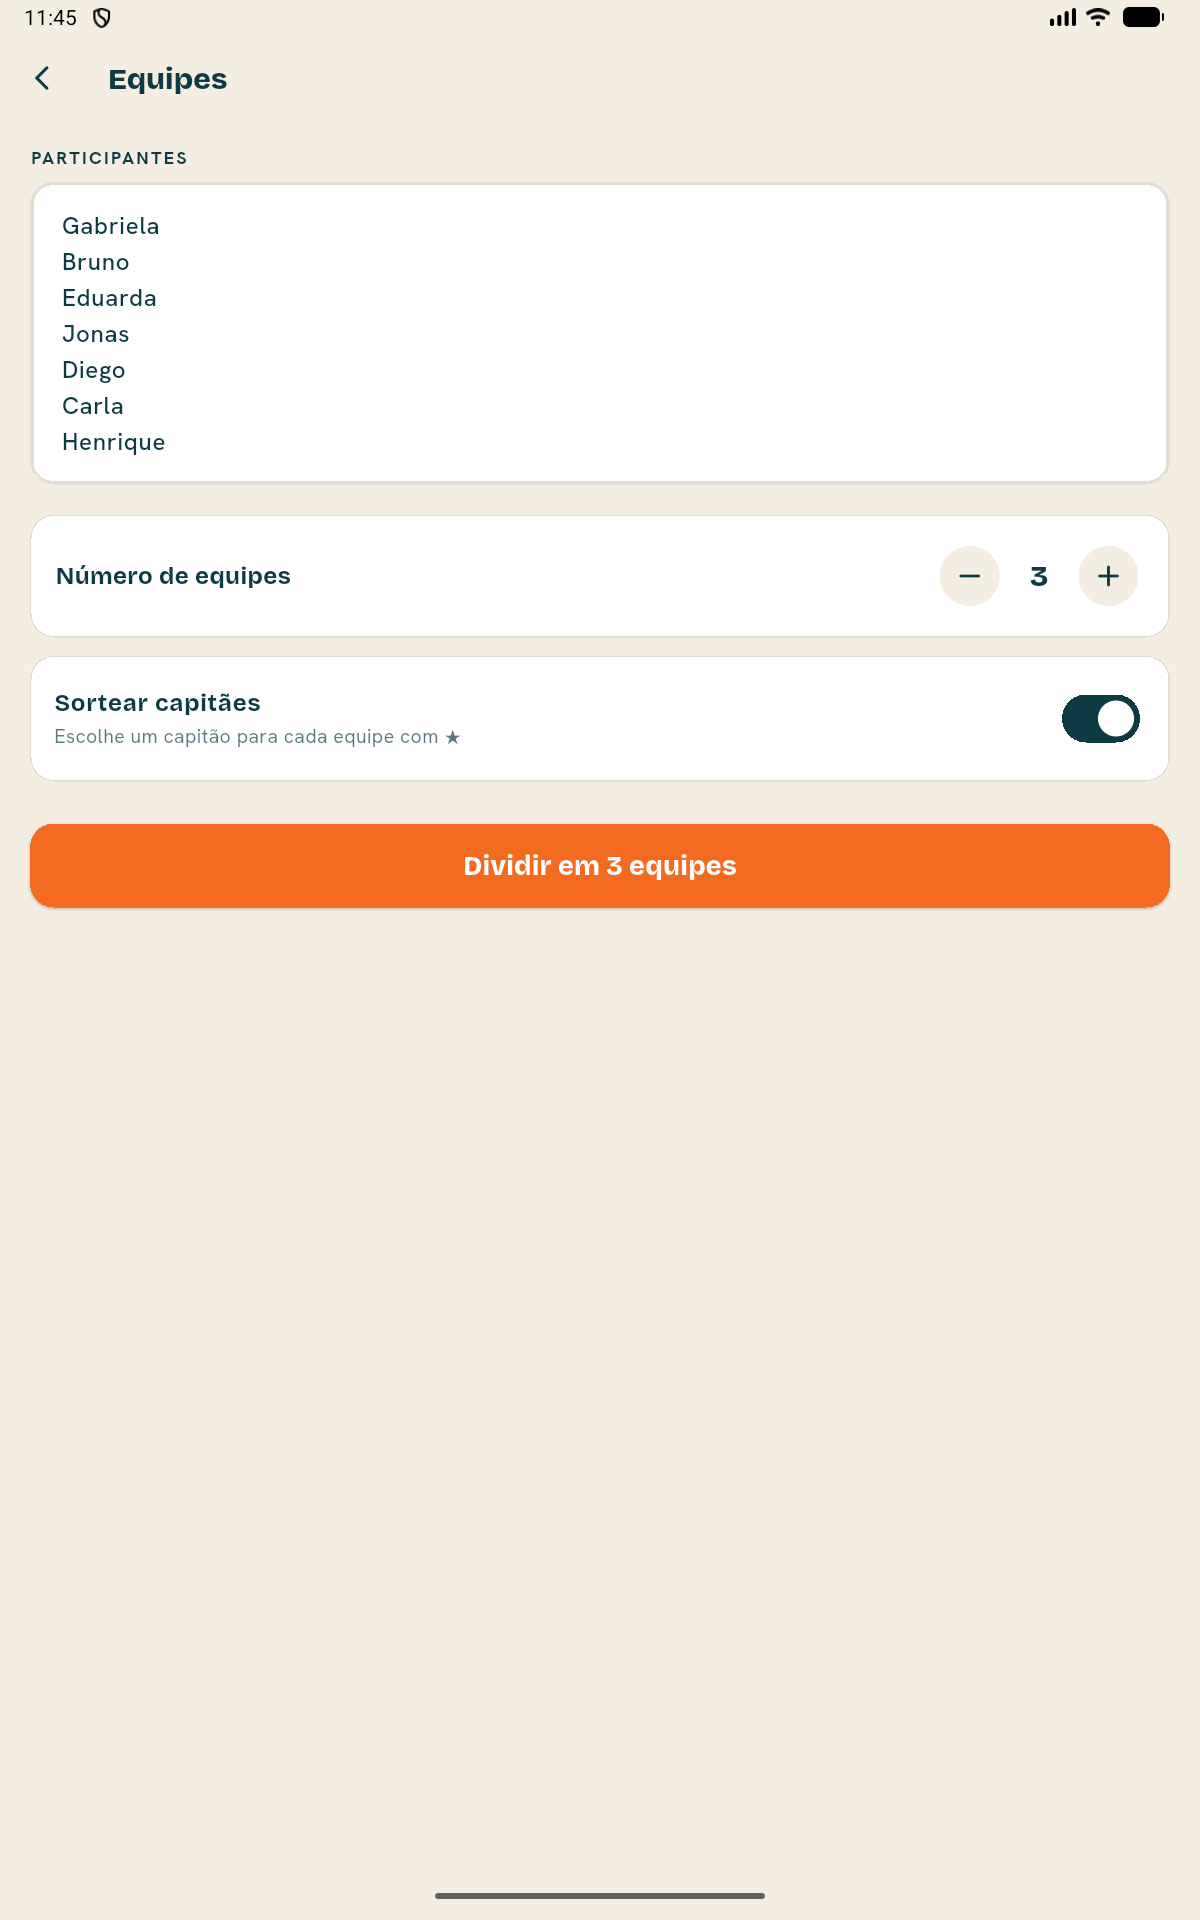 11:45
Equipes
PARTICIPANTES
Gabriela
Bruno
Eduarda
Jonas
Diego
Carla
Henrique
Número de equipes
3
Sortear capitães
Escolhe um capitão para cada equipe com ★
Dividir em 3 equipes